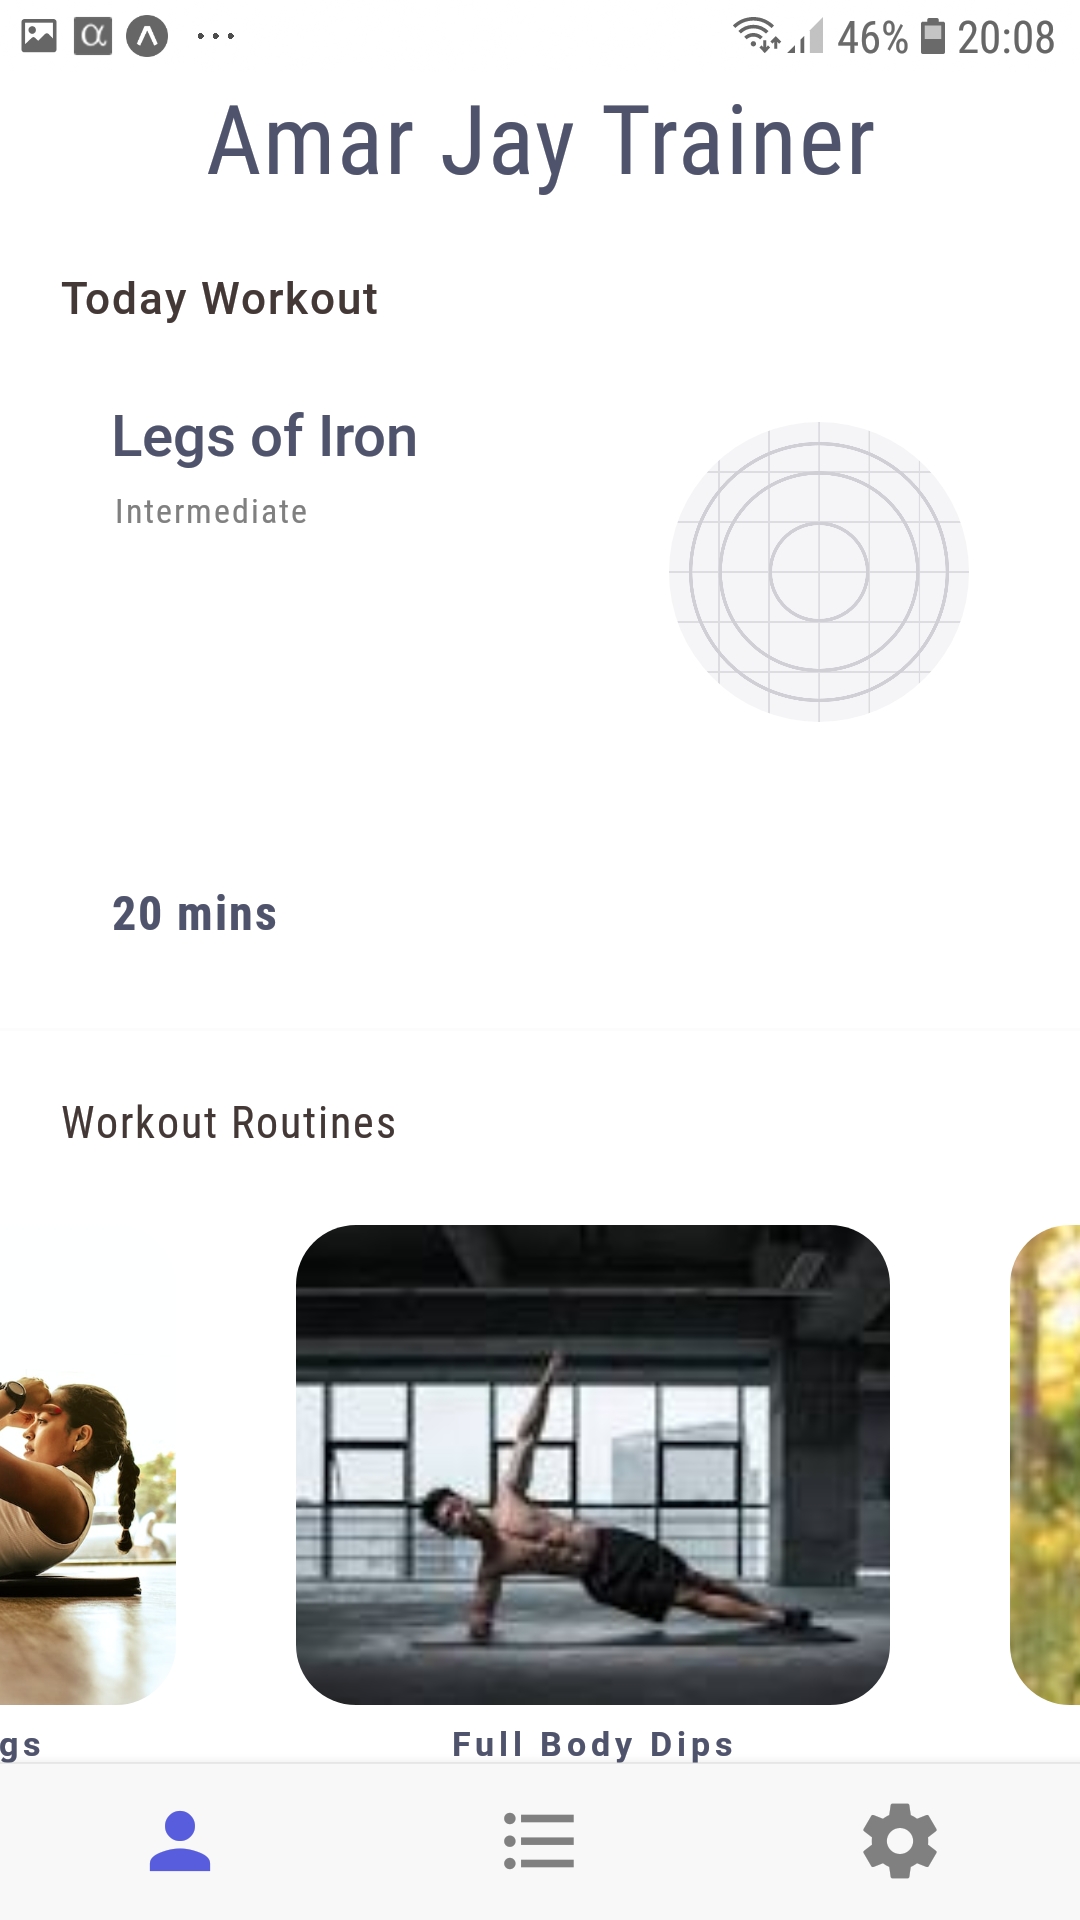 46% 20:08
Amar Jay Trainer
Today Workout
Legs of Iron
Intermediate
20 mins
Workout Routines
gs
Full Body Dips